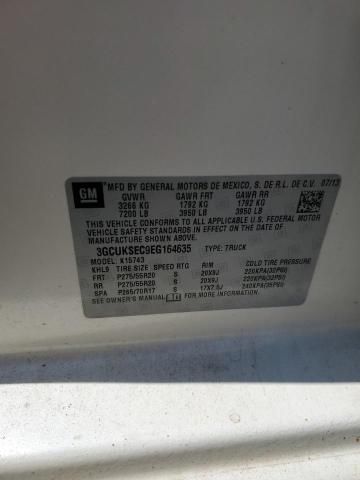 GM
MFD BY GENERAL MOTORS DE MEXICO, S. DE R.L. DE C.V. 07/13
GVWR GAWR FRT GAWR RR
3266 KG 1792 KG 1792 KG
7200 LB 3950 LB 3950 LB
THIS VEHICLE CONFORMS TO ALL APPLICABLE U.S. FEDERAL MOTOR
VEHICLE SAFETY STANDARDS IN EFFECT ON THE DATE OF
MANUFACTURE SHOWN ABOVE.
3GCUKSEC9EG164635 TYPE: TRUCK
MODEL: K15743
KHL9 TIRE SIZE SPEED RTG RIM COLD TIRE PRESSURE
FRT P275/55R20 S 20X9J 220KPA(32PSI)
RR P275/55R20 S 20X9J 220KPA(32PSI)
SPA P265/70R17 S 17X7.5J 240KPA(35PSI)
SEE OWNER'S MANUAL FOR ADDITIONAL INFORMATION